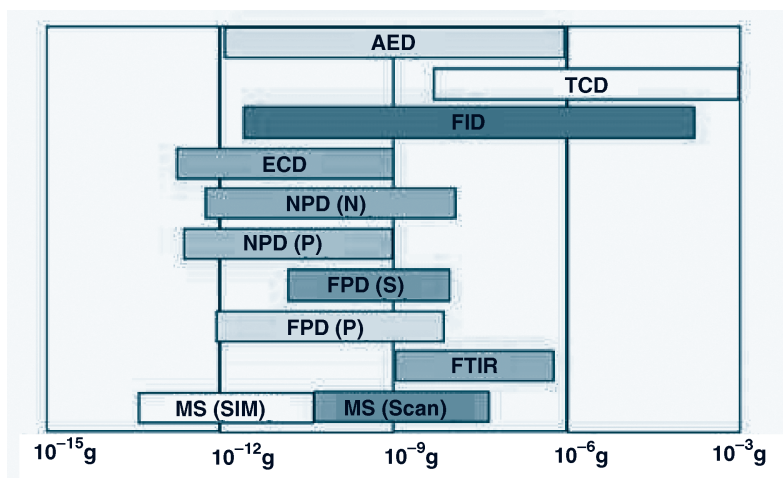 AED
TCD
FID
ECD
NPD (N)
NPD (P)
FPD (S)
FPD (P)
FTIR
MS (SIM) MS (Scan)
10⁻¹⁵g 10⁻¹²g 10⁻⁹g 10⁻⁶g 10⁻³g